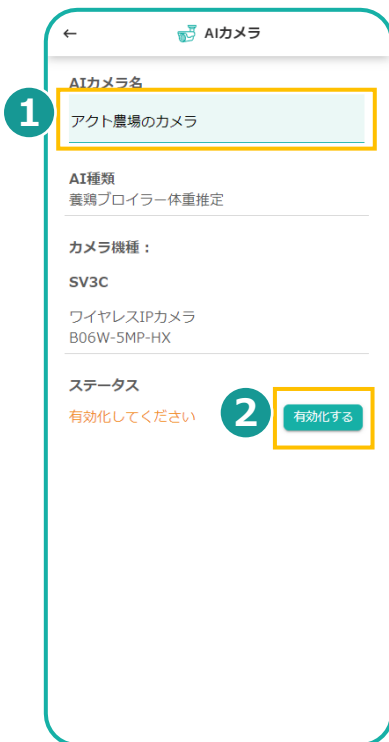 ← AIカメラ
AIカメラ名
1
アクト農場のカメラ
AI種類
養鶏ブロイラー体重推定
カメラ機種：
SV3C
ワイヤレスIPカメラ
B06W-5MP-HX
ステータス
有効化してください
2
有効化する